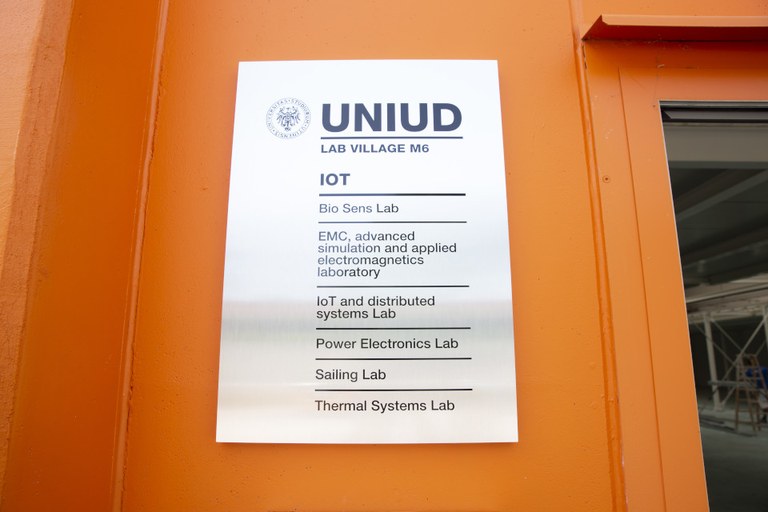 UNIUD
LAB VILLAGE M6
IOT
Bio Sens Lab
EMC, advanced
simulation and applied
electromagnetics
laboratory
IoT and distributed
systems Lab
Power Electronics Lab
Sailing Lab
Thermal Systems Lab